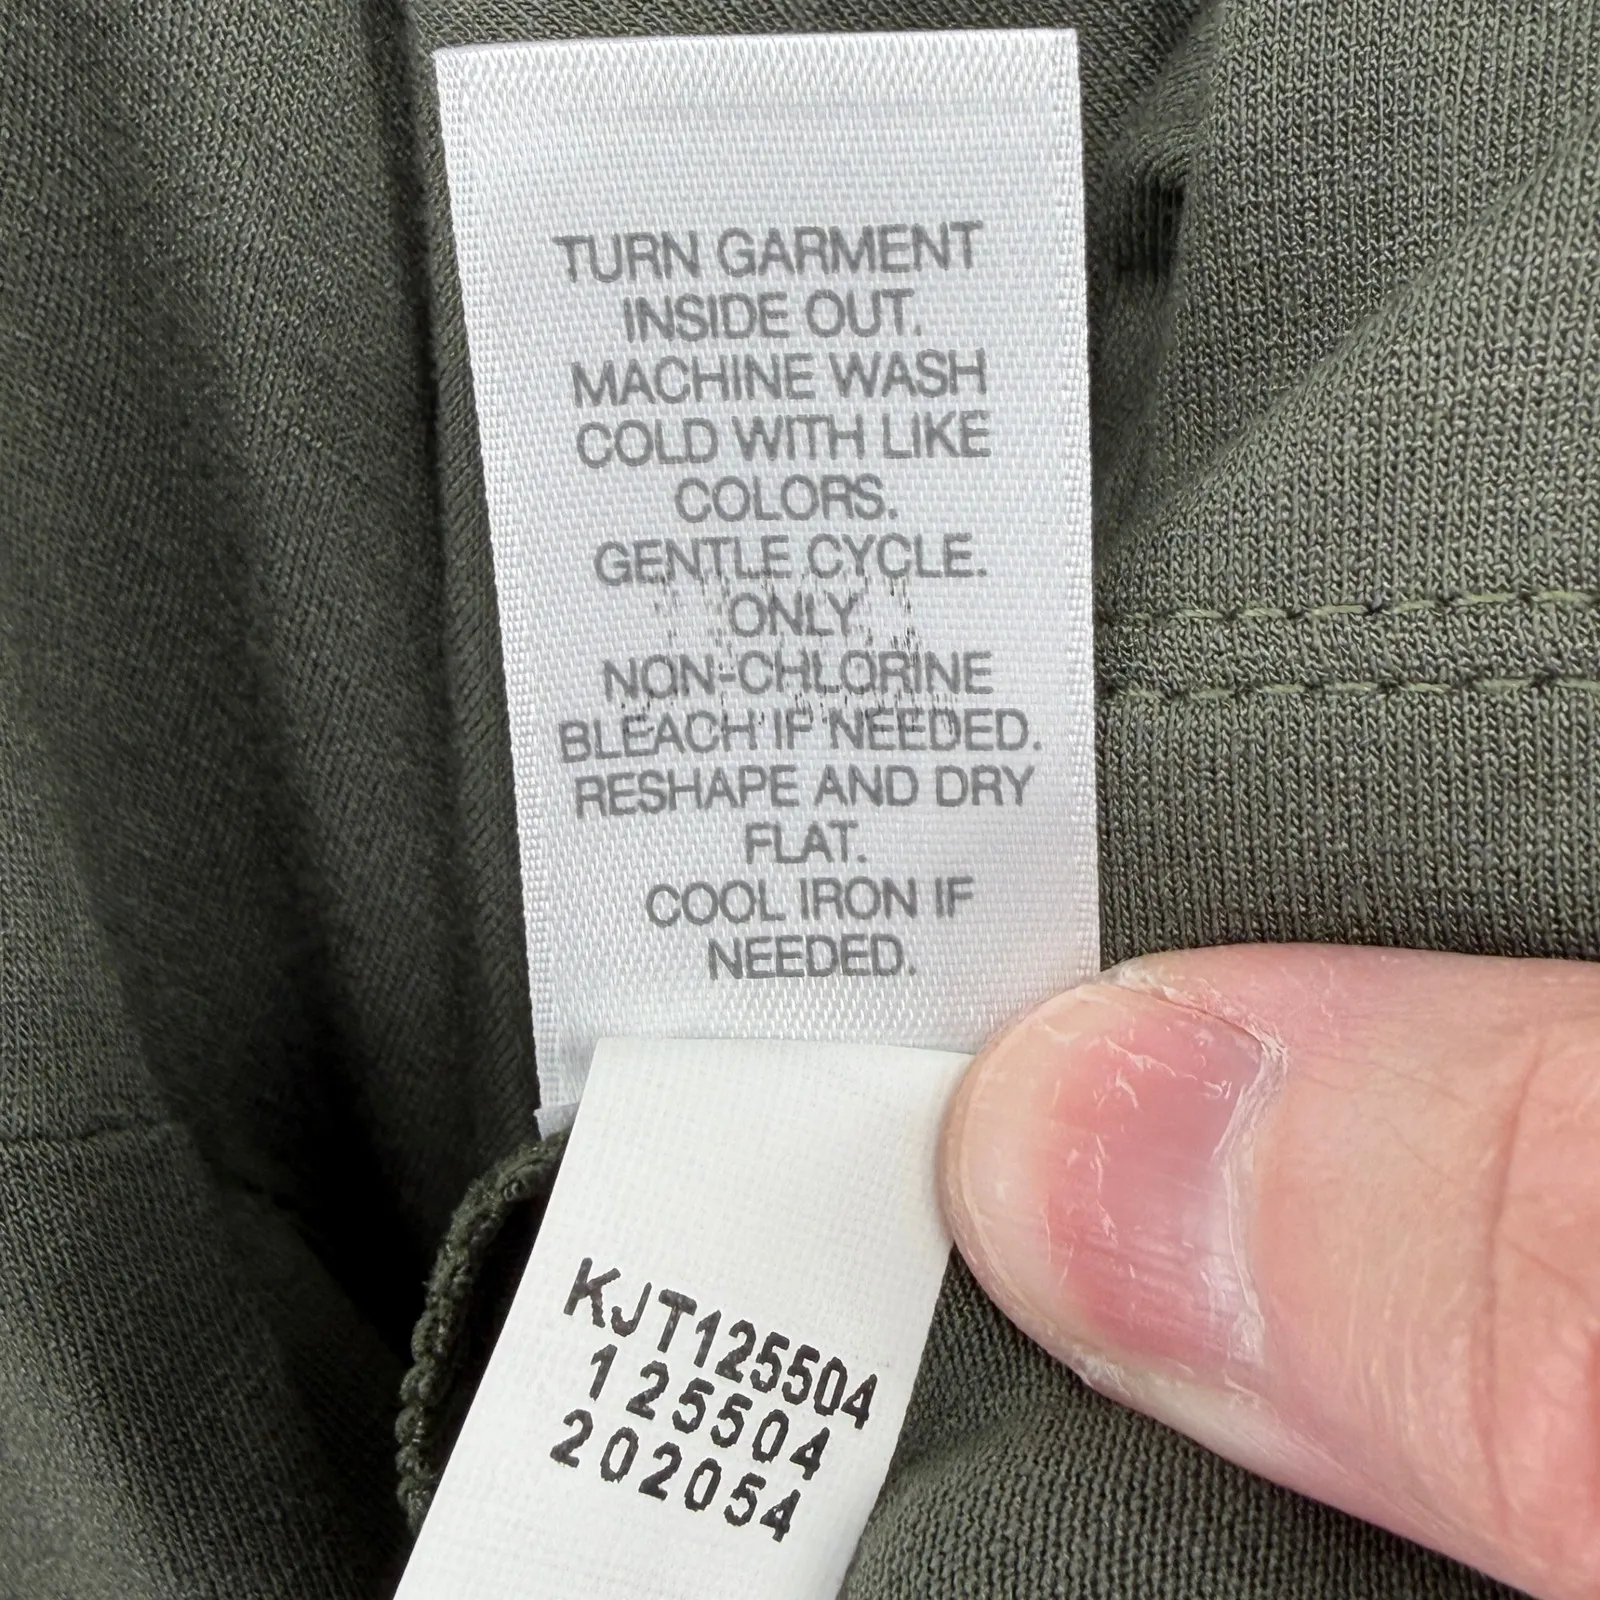 TURN GARMENT
INSIDE OUT.
MACHINE WASH
COLD WITH LIKE
COLORS.
GENTLE CYCLE.
ONLY
NON-CHLORINE
BLEACH IF NEEDED.
RESHAPE AND DRY
FLAT.
COOL IRON IF
NEEDED.
KJT125504
125504
202054